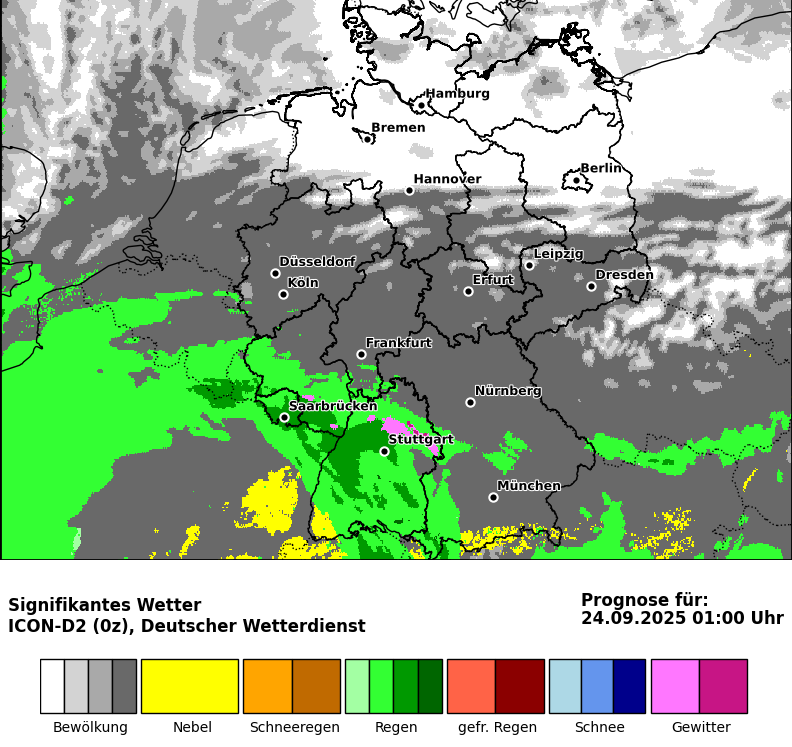 Hamburg
Bremen
Berlin
Hannover
Leipzig
Düsseldorf
Dresden
Köln
Erfurt
Frankfurt
Nürnberg
Saarbrücken
Stuttgart
München
Signifikantes Wetter
ICON-D2 (0z), Deutscher Wetterdienst
Prognose für:
24.09.2025 01:00 Uhr
Bewölkung Nebel Schneeregen Regen gefr. Regen Schnee Gewitter